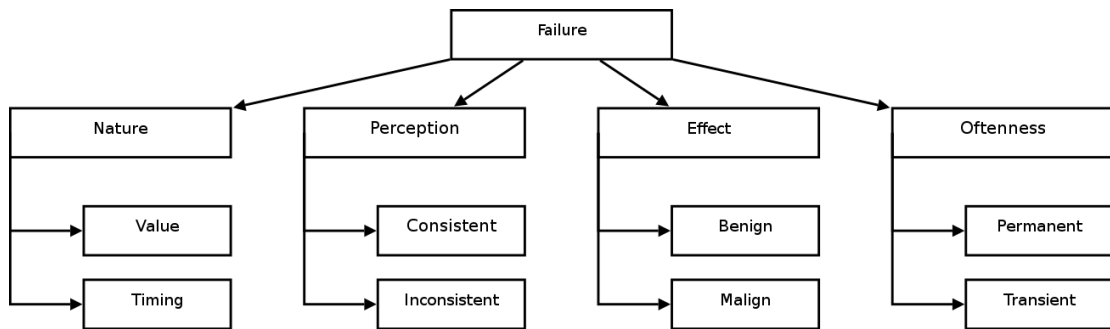 Failure
Nature
Perception
Effect
Oftenness
Value
Consistent
Benign
Permanent
Timing
Inconsistent
Malign
Transient